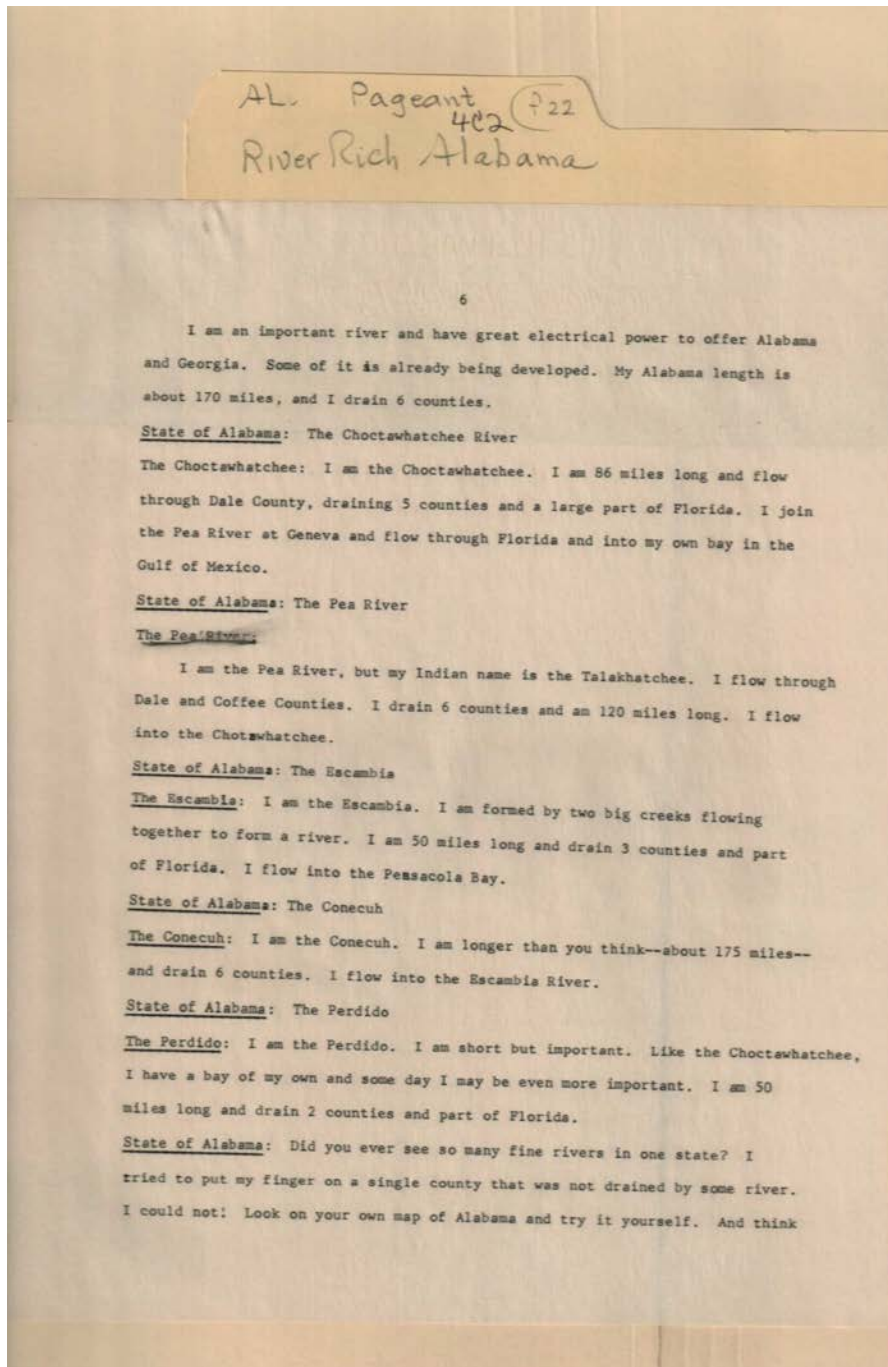 AL. Pageant P22
4C2
River Rich Alabama
6
I am an important river and have great electrical power to offer Alabama
and Georgia. Some of it is already being developed. My Alabama length is
about 170 miles, and I drain 6 counties.
State of Alabama: The Choctawhatchee River
The Choctawhatchee: I am the Choctawhatchee. I am 86 miles long and flow
through Dale County, draining 5 counties and a large part of Florida. I join
the Pea River at Geneva and flow through Florida and into my own bay in the
Gulf of Mexico.
State of Alabama: The Pea River
The Pea River:
I am the Pea River, but my Indian name is the Talakhatchee. I flow through
Dale and Coffee Counties. I drain 6 counties and am 120 miles long. I flow
into the Chotawhatchee.
State of Alabama: The Escambia
The Escambia: I am the Escambia. I am formed by two big creeks flowing
together to form a river. I am 50 miles long and drain 3 counties and part
of Florida. I flow into the Pensacola Bay.
State of Alabama: The Conecuh
The Conecuh: I am the Conecuh. I am longer than you think--about 175 miles--
and drain 6 counties. I flow into the Escambia River.
State of Alabama: The Perdido
The Perdido: I am the Perdido. I am short but important. Like the Choctawhatchee,
I have a bay of my own and some day I may be even more important. I am 50
miles long and drain 2 counties and part of Florida.
State of Alabama: Did you ever see so many fine rivers in one state? I
tried to put my finger on a single county that was not drained by some river.
I could not! Look on your own map of Alabama and try it yourself. And think